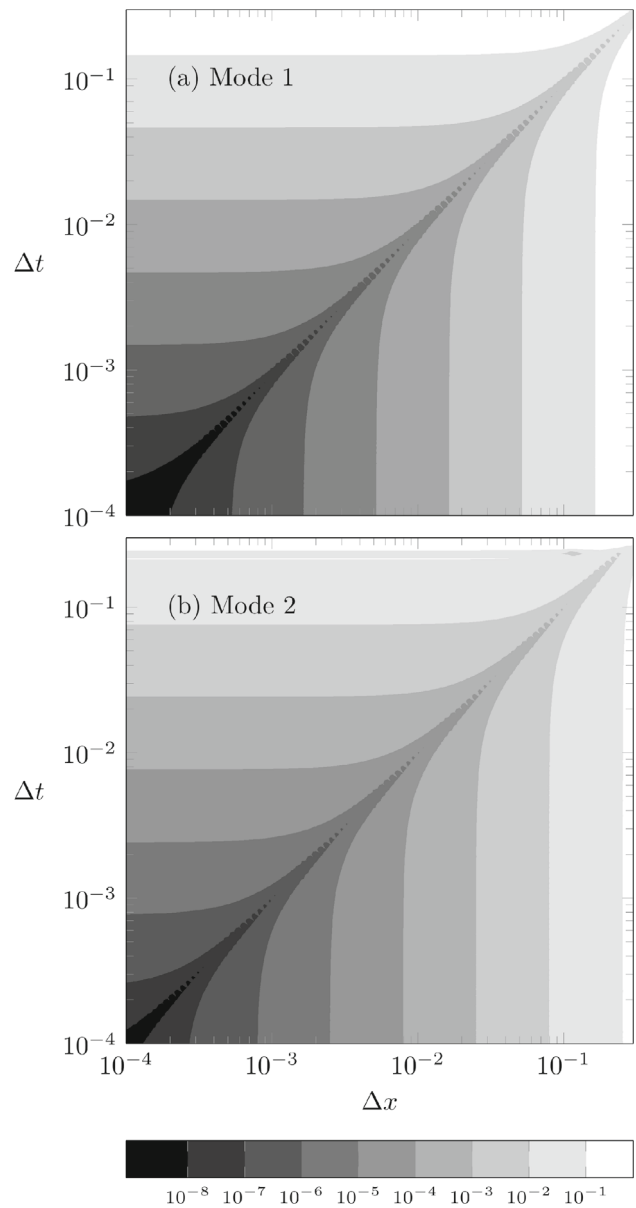 (a) Mode 1
10⁻¹
10⁻²
Δt
10⁻³
10⁻⁴
(b) Mode 2
10⁻¹
10⁻²
Δt
10⁻³
10⁻⁴
10⁻⁴ 10⁻³ 10⁻² 10⁻¹
Δx
10⁻⁸ 10⁻⁷ 10⁻⁶ 10⁻⁵ 10⁻⁴ 10⁻³ 10⁻² 10⁻¹